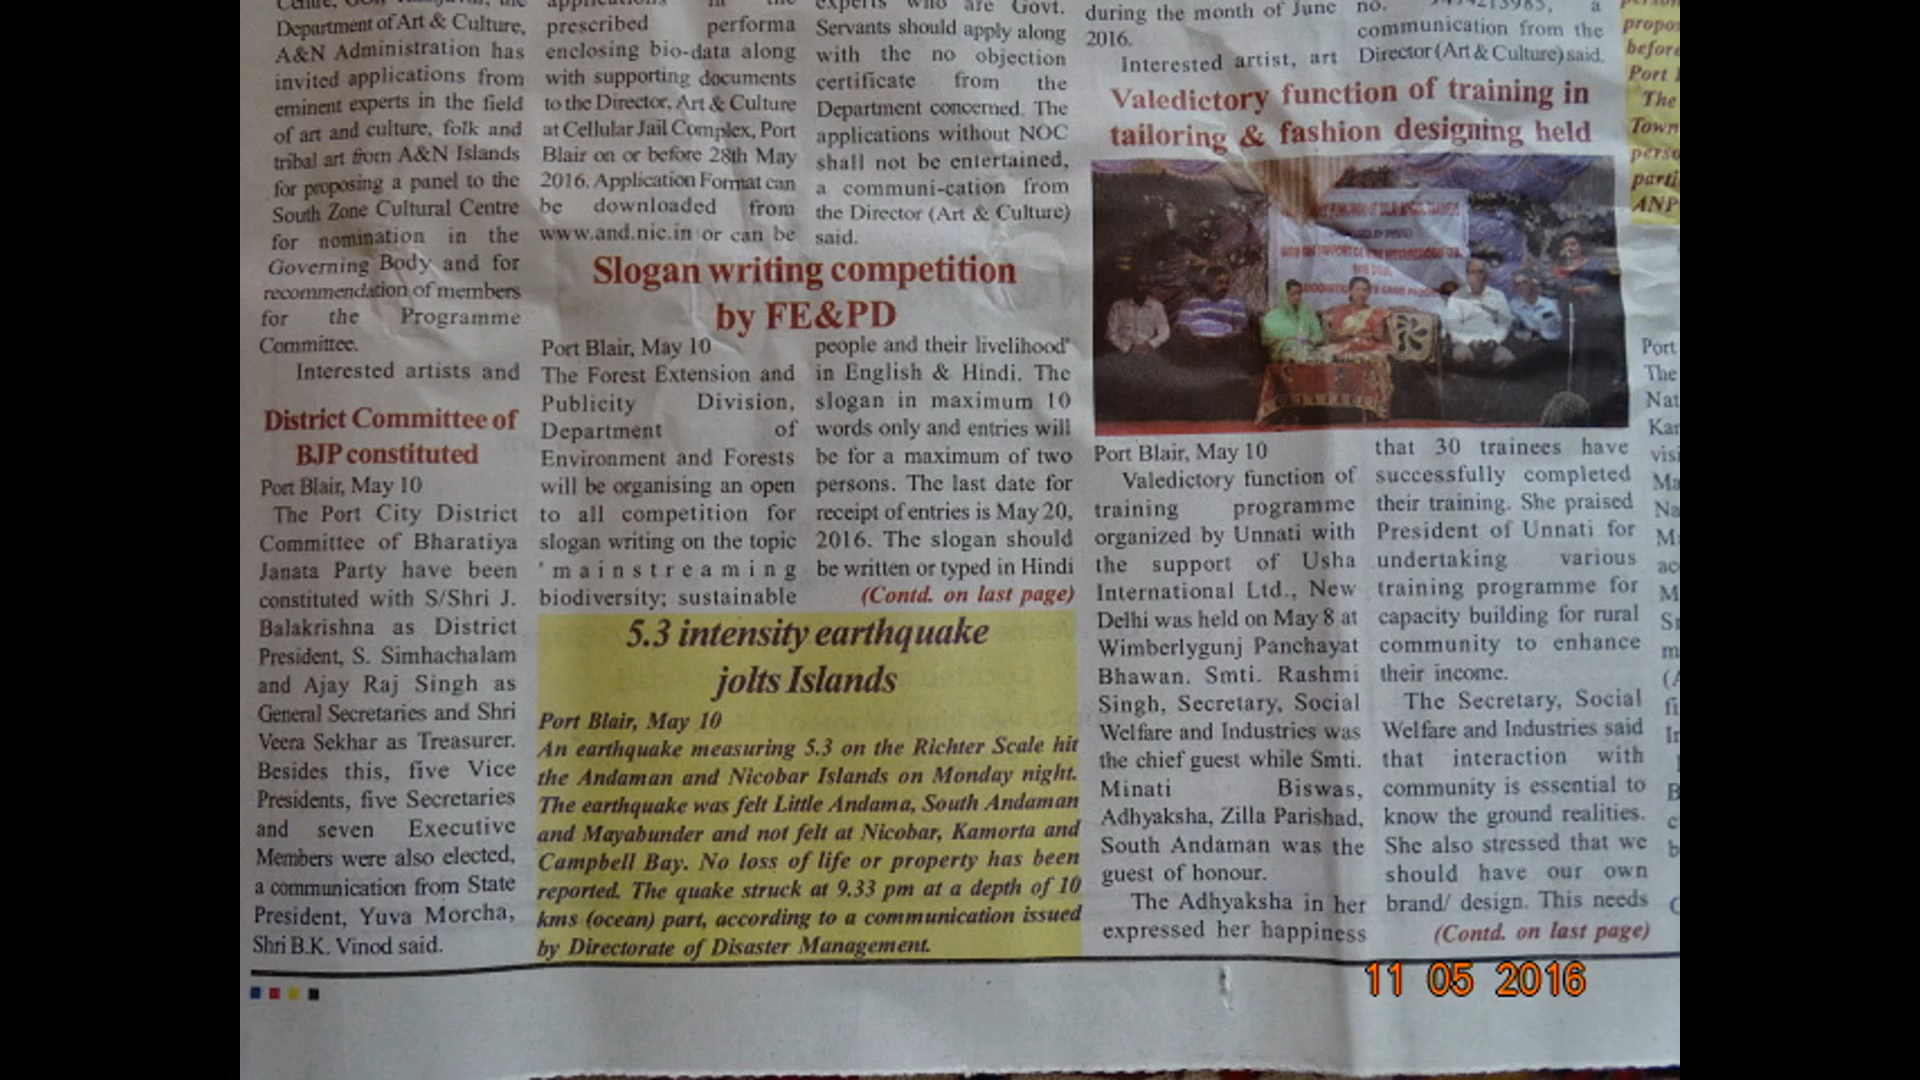 Department of Art & Culture,
A&N Administration has
invited applications from
eminent experts in the field
of art and culture, folk and
tribal art from A&N Islands
for proposing a panel to the
South Zone Cultural Centre
for nomination in the
Governing Body and for
recommendation of members
for the Programme
Committee.
Interested artists and
prescribed performa
enclosing bio-data along
with supporting documents
to the Director, Art & Culture
at Cellular Jail Complex, Port
Blair on or before 28th May
2016. Application Format can
be downloaded from
www.and.nic.in or can be
experts who are Govt.
Servants should apply along
with the no objection
certificate from the
Department concerned. The
applications without NOC
shall not be entertained,
a communi-cation from
the Director (Art & Culture)
said.
during the month of June
2016.
Interested artist, art
no.
communication from the
Director (Art & Culture) said.
District Committee of
BJP constituted
Port Blair, May 10
The Port City District
Committee of Bharatiya
Janata Party have been
constituted with S/Shri J.
Balakrishna as District
President, S. Simhachalam
and Ajay Raj Singh as
General Secretaries and Shri
Veera Sekhar as Treasurer.
Besides this, five Vice
Presidents, five Secretaries
and seven Executive
Members were also elected,
a communication from State
President, Yuva Morcha,
Shri B.K. Vinod said.
Slogan writing competition
by FE&PD
Port Blair, May 10
The Forest Extension and
Publicity Division,
Department of
Environment and Forests
will be organising an open
to all competition for
slogan writing on the topic
'mainstreaming
biodiversity; sustainable
people and their livelihood'
in English & Hindi. The
slogan in maximum 10
words only and entries will
be for a maximum of two
persons. The last date for
receipt of entries is May 20,
2016. The slogan should
be written or typed in Hindi
(Contd. on last page)
5.3 intensity earthquake
jolts Islands
Port Blair, May 10
An earthquake measuring 5.3 on the Richter Scale hit
the Andaman and Nicobar Islands on Monday night.
The earthquake was felt Little Andama, South Andaman
and Mayabunder and not felt at Nicobar, Kamorta and
Campbell Bay. No loss of life or property has been
reported. The quake struck at 9.33 pm at a depth of 10
kms (ocean) part, according to a communication issued
by Directorate of Disaster Management.
Valedictory function of training in
tailoring & fashion designing held
Port Blair, May 10
Valedictory function of
training programme
organized by Unnati with
the support of Usha
International Ltd., New
Delhi was held on May 8 at
Wimberlygunj Panchayat
Bhawan. Smti. Rashmi
Singh, Secretary, Social
Welfare and Industries was
the chief guest while Smti.
Minati Biswas,
Adhyaksha, Zilla Parishad,
South Andaman was the
guest of honour.
The Adhyaksha in her
expressed her happiness
that 30 trainees have
successfully completed
their training. She praised
President of Unnati for
undertaking various
training programme for
capacity building for rural
community to enhance
their income.
The Secretary, Social
Welfare and Industries said
that interaction with
community is essential to
know the ground realities.
She also stressed that we
should have our own
brand/ design. This needs
(Contd. on last page)
before
Port
The
Town
ANP
Port
The
11 05 2016